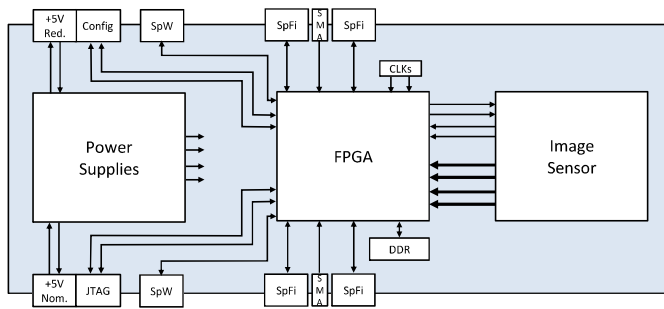 +5V
Red.
Config
SpW
SpFi
S
M
A
SpFi
CLKs
Power
Supplies
FPGA
Image
Sensor
DDR
+5V
Nom.
JTAG
SpW
SpFi
S
M
A
SpFi